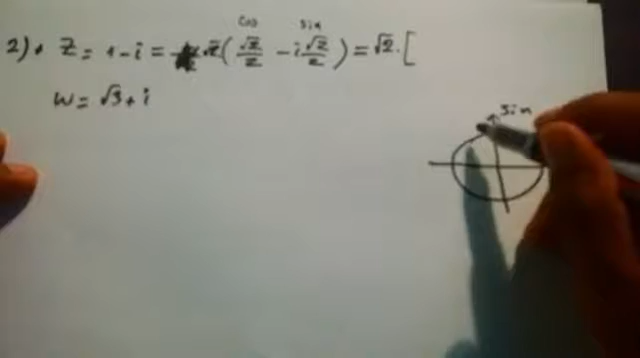 cos sin
2) • Z = 1 - i = √2 ( √2/2 - i √2/2 ) = √2 · [
W = √3 + i
sin